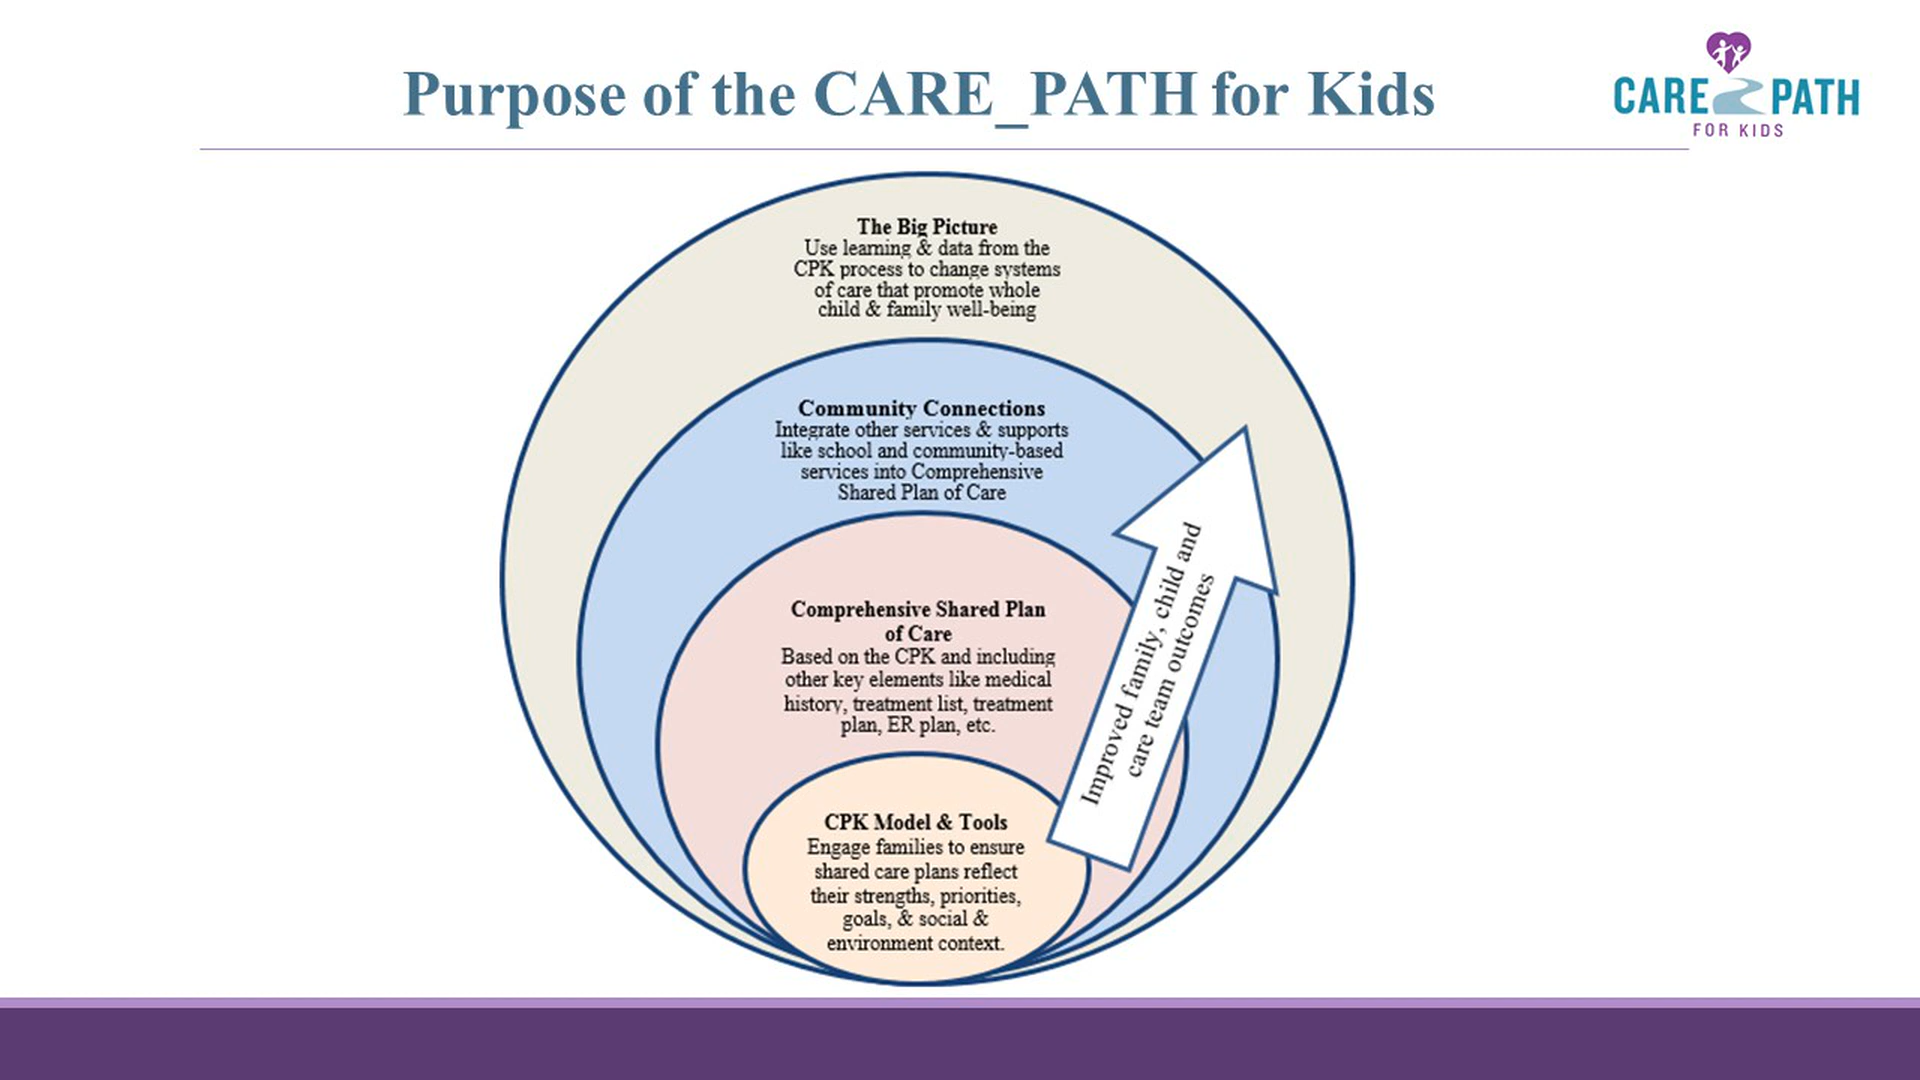 Purpose of the CARE_PATH for Kids
CARE PATH
FOR KIDS
The Big Picture
Use learning & data from the
CPK process to change systems
of care that promote whole
child & family well-being
Community Connections
Integrate other services & supports
like school and community-based
services into Comprehensive
Shared Plan of Care
Comprehensive Shared Plan
of Care
Based on the CPK and including
other key elements like medical
history, treatment list, treatment
plan, ER plan, etc.
Improved family, child and
care team outcomes
CPK Model & Tools
Engage families to ensure
shared care plans reflect
their strengths, priorities,
goals, & social &
environment context.